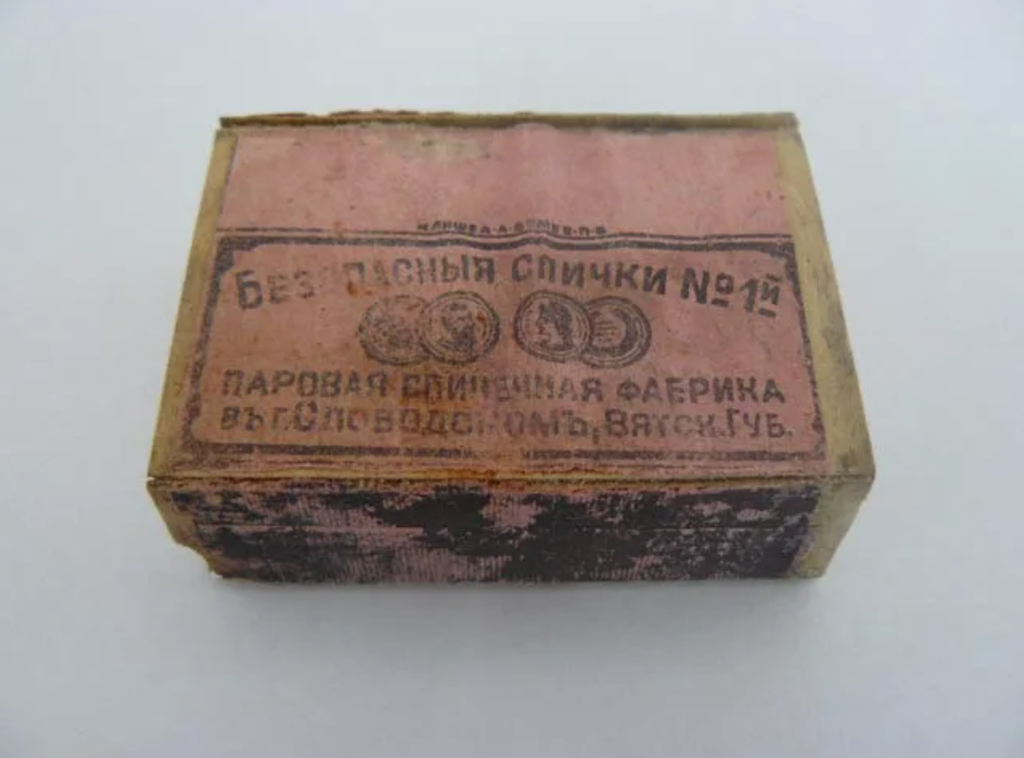 БЕЗОПАСНЫЯ СПИЧКИ №1й
ПАРОВАЯ СПИЧЕЧНАЯ ФАБРИКА
ВЪ Г. СЛОБОДСКОМЪ, ВЯТСК. ГУБ.